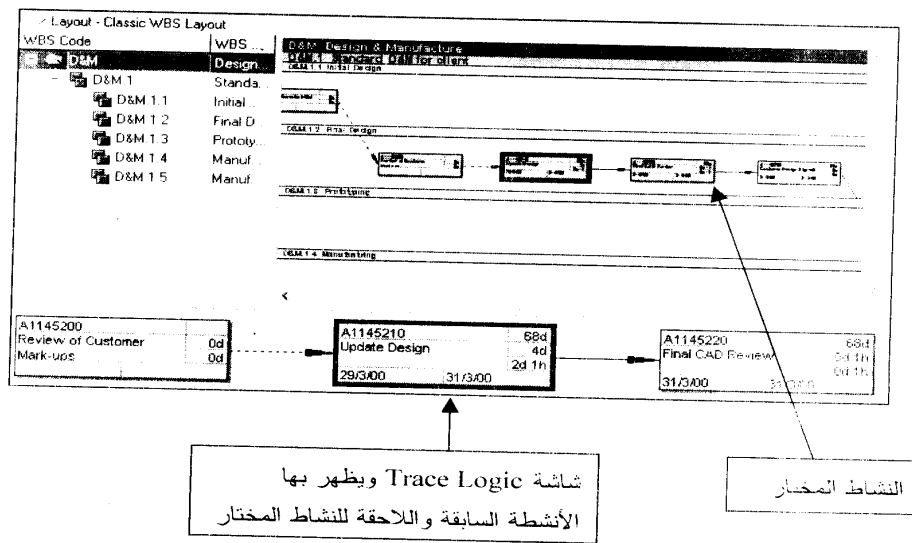 Layout - Classic WBS Layout
WBS Code
WBS ...
D&M
Design...
D&M.1
Standa...
D&M.1.1
Initial ...
D&M.1.2
Final D...
D&M.1.3
Prototy...
D&M.1.4
Manuf...
D&M.1.5
Manuf...
D&M Design & Manufacture
D&M.1 Standard D&M for client
D&M.1.1 Initial Design
D&M.1.2 Final Design
D&M.1.3 Prototyping
D&M.1.4 Manufacturing
A1145200
Review of Customer 0d
Mark-ups 0d
A1145210 68d
Update Design 4d
2d 1h
29/3/00 31/3/00
A1145220 68d
Final CAD Review 0d 1h
0d 1h
31/3/00 31/3/00
شاشة Trace Logic ويظهر بها
الأنشطة السابقة واللاحقة للنشاط المختار
النشاط المختار